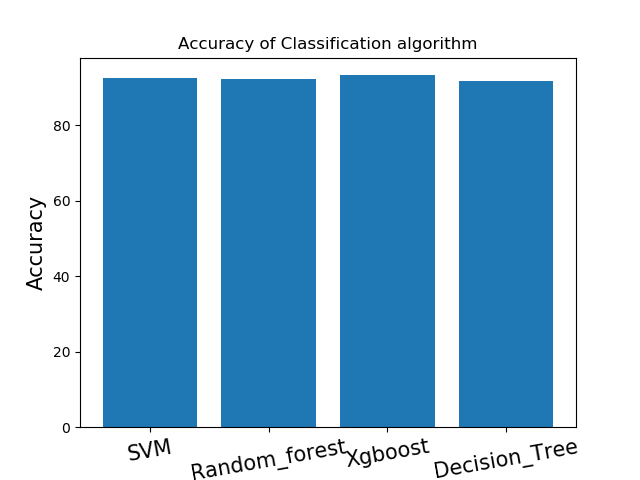 Accuracy of Classification algorithm
Accuracy
80
60
40
20
0
SVM
Random_forest
Xgboost
Decision_Tree